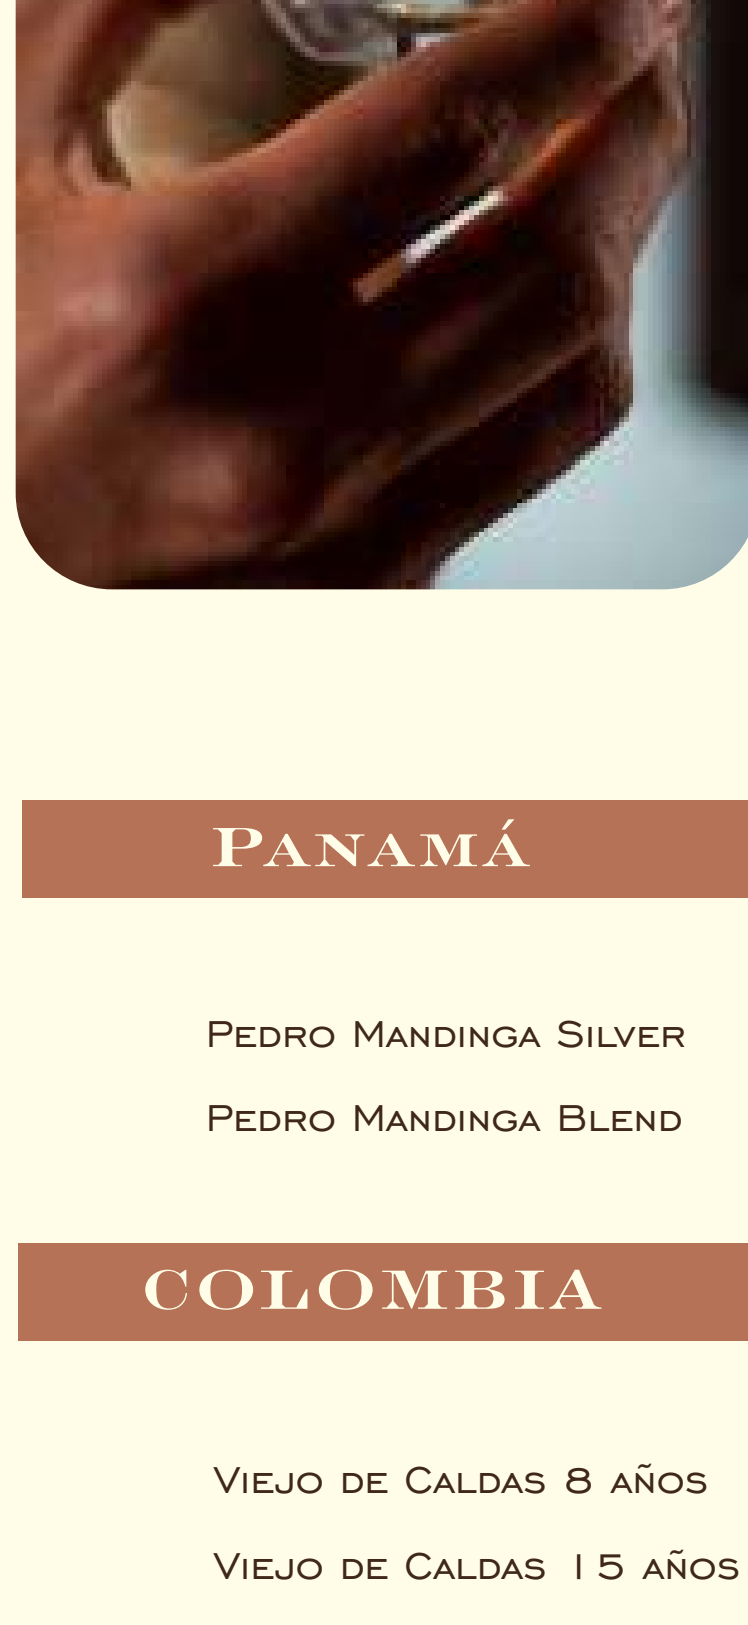 Panamá
Pedro Mandinga Silver
Pedro Mandinga Blend
COLOMBIA
Viejo de Caldas 8 años
Viejo de Caldas 15 años